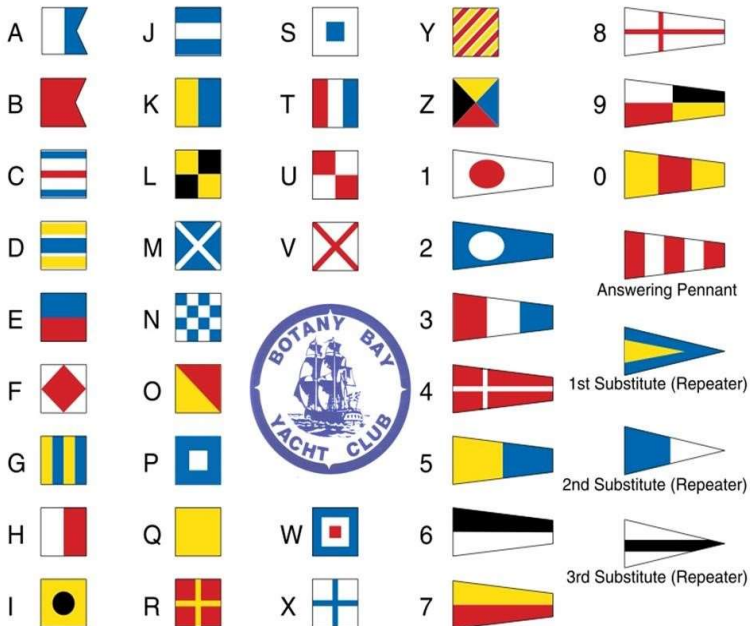 A
B
C
D
E
F
G
H
I
J
K
L
M
N
O
P
Q
R
S
T
U
V
BOTANY BAY
YACHT CLUB
W
X
Y
Z
1
2
3
4
5
6
7
8
9
0
Answering Pennant
1st Substitute (Repeater)
2nd Substitute (Repeater)
3rd Substitute (Repeater)